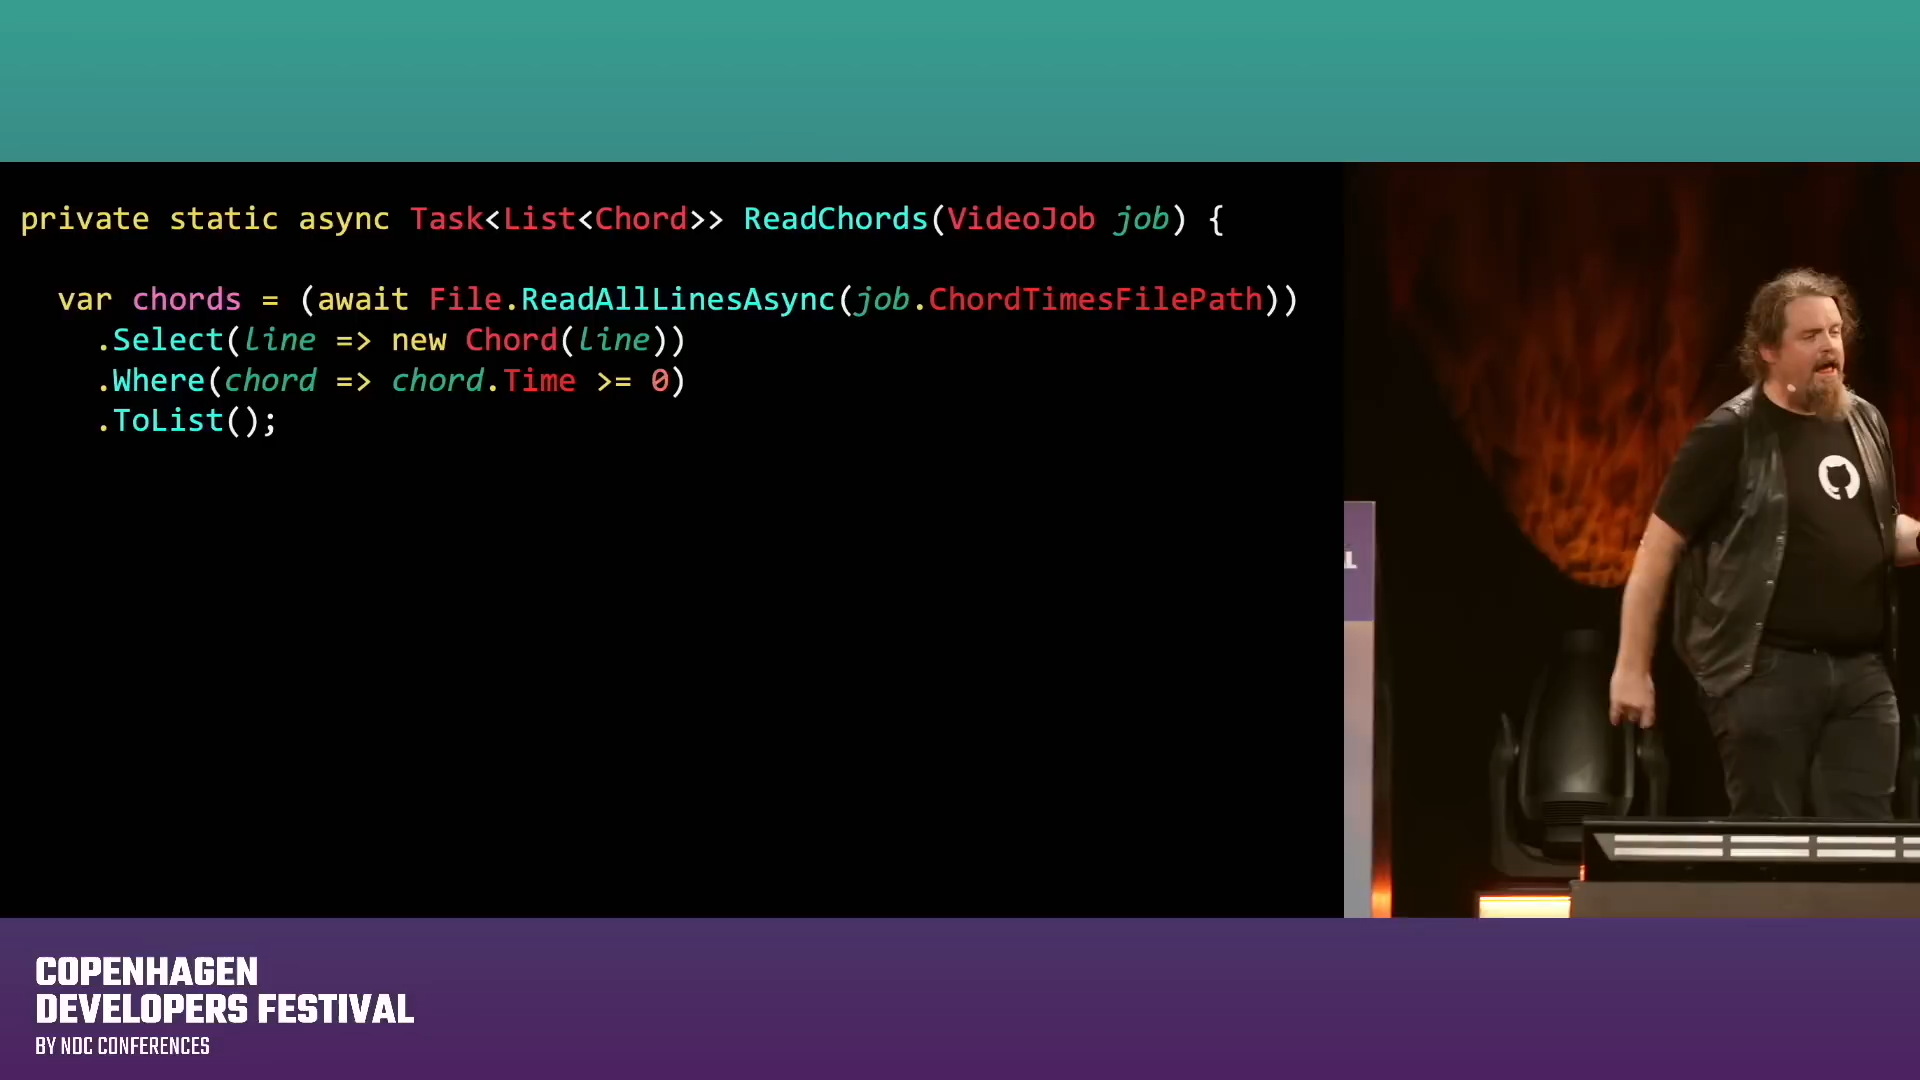 private static async Task<List<Chord>> ReadChords(VideoJob job) {
var chords = (await File.ReadAllLinesAsync(job.ChordTimesFilePath))
.Select(line => new Chord(line))
.Where(chord => chord.Time >= 0)
.ToList();
COPENHAGEN
DEVELOPERS FESTIVAL
BY NDC CONFERENCES